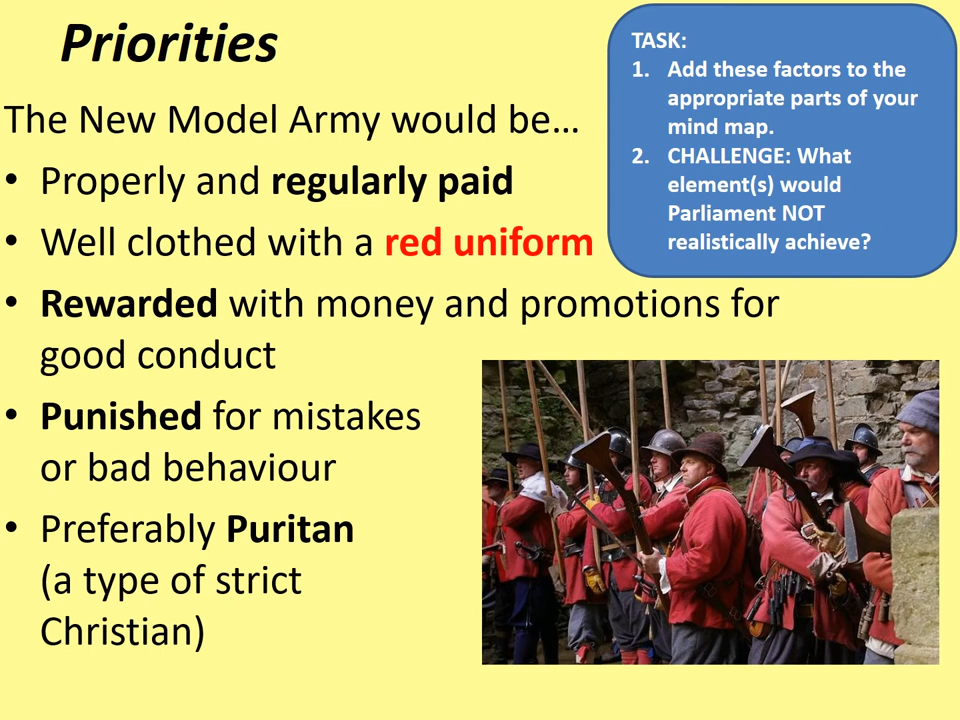 Priorities
TASK:
1. Add these factors to the
appropriate parts of your
mind map.
2. CHALLENGE: What
element(s) would
Parliament NOT
realistically achieve?
The New Model Army would be…
• Properly and regularly paid
• Well clothed with a red uniform
• Rewarded with money and promotions for
good conduct
• Punished for mistakes
or bad behaviour
• Preferably Puritan
(a type of strict
Christian)